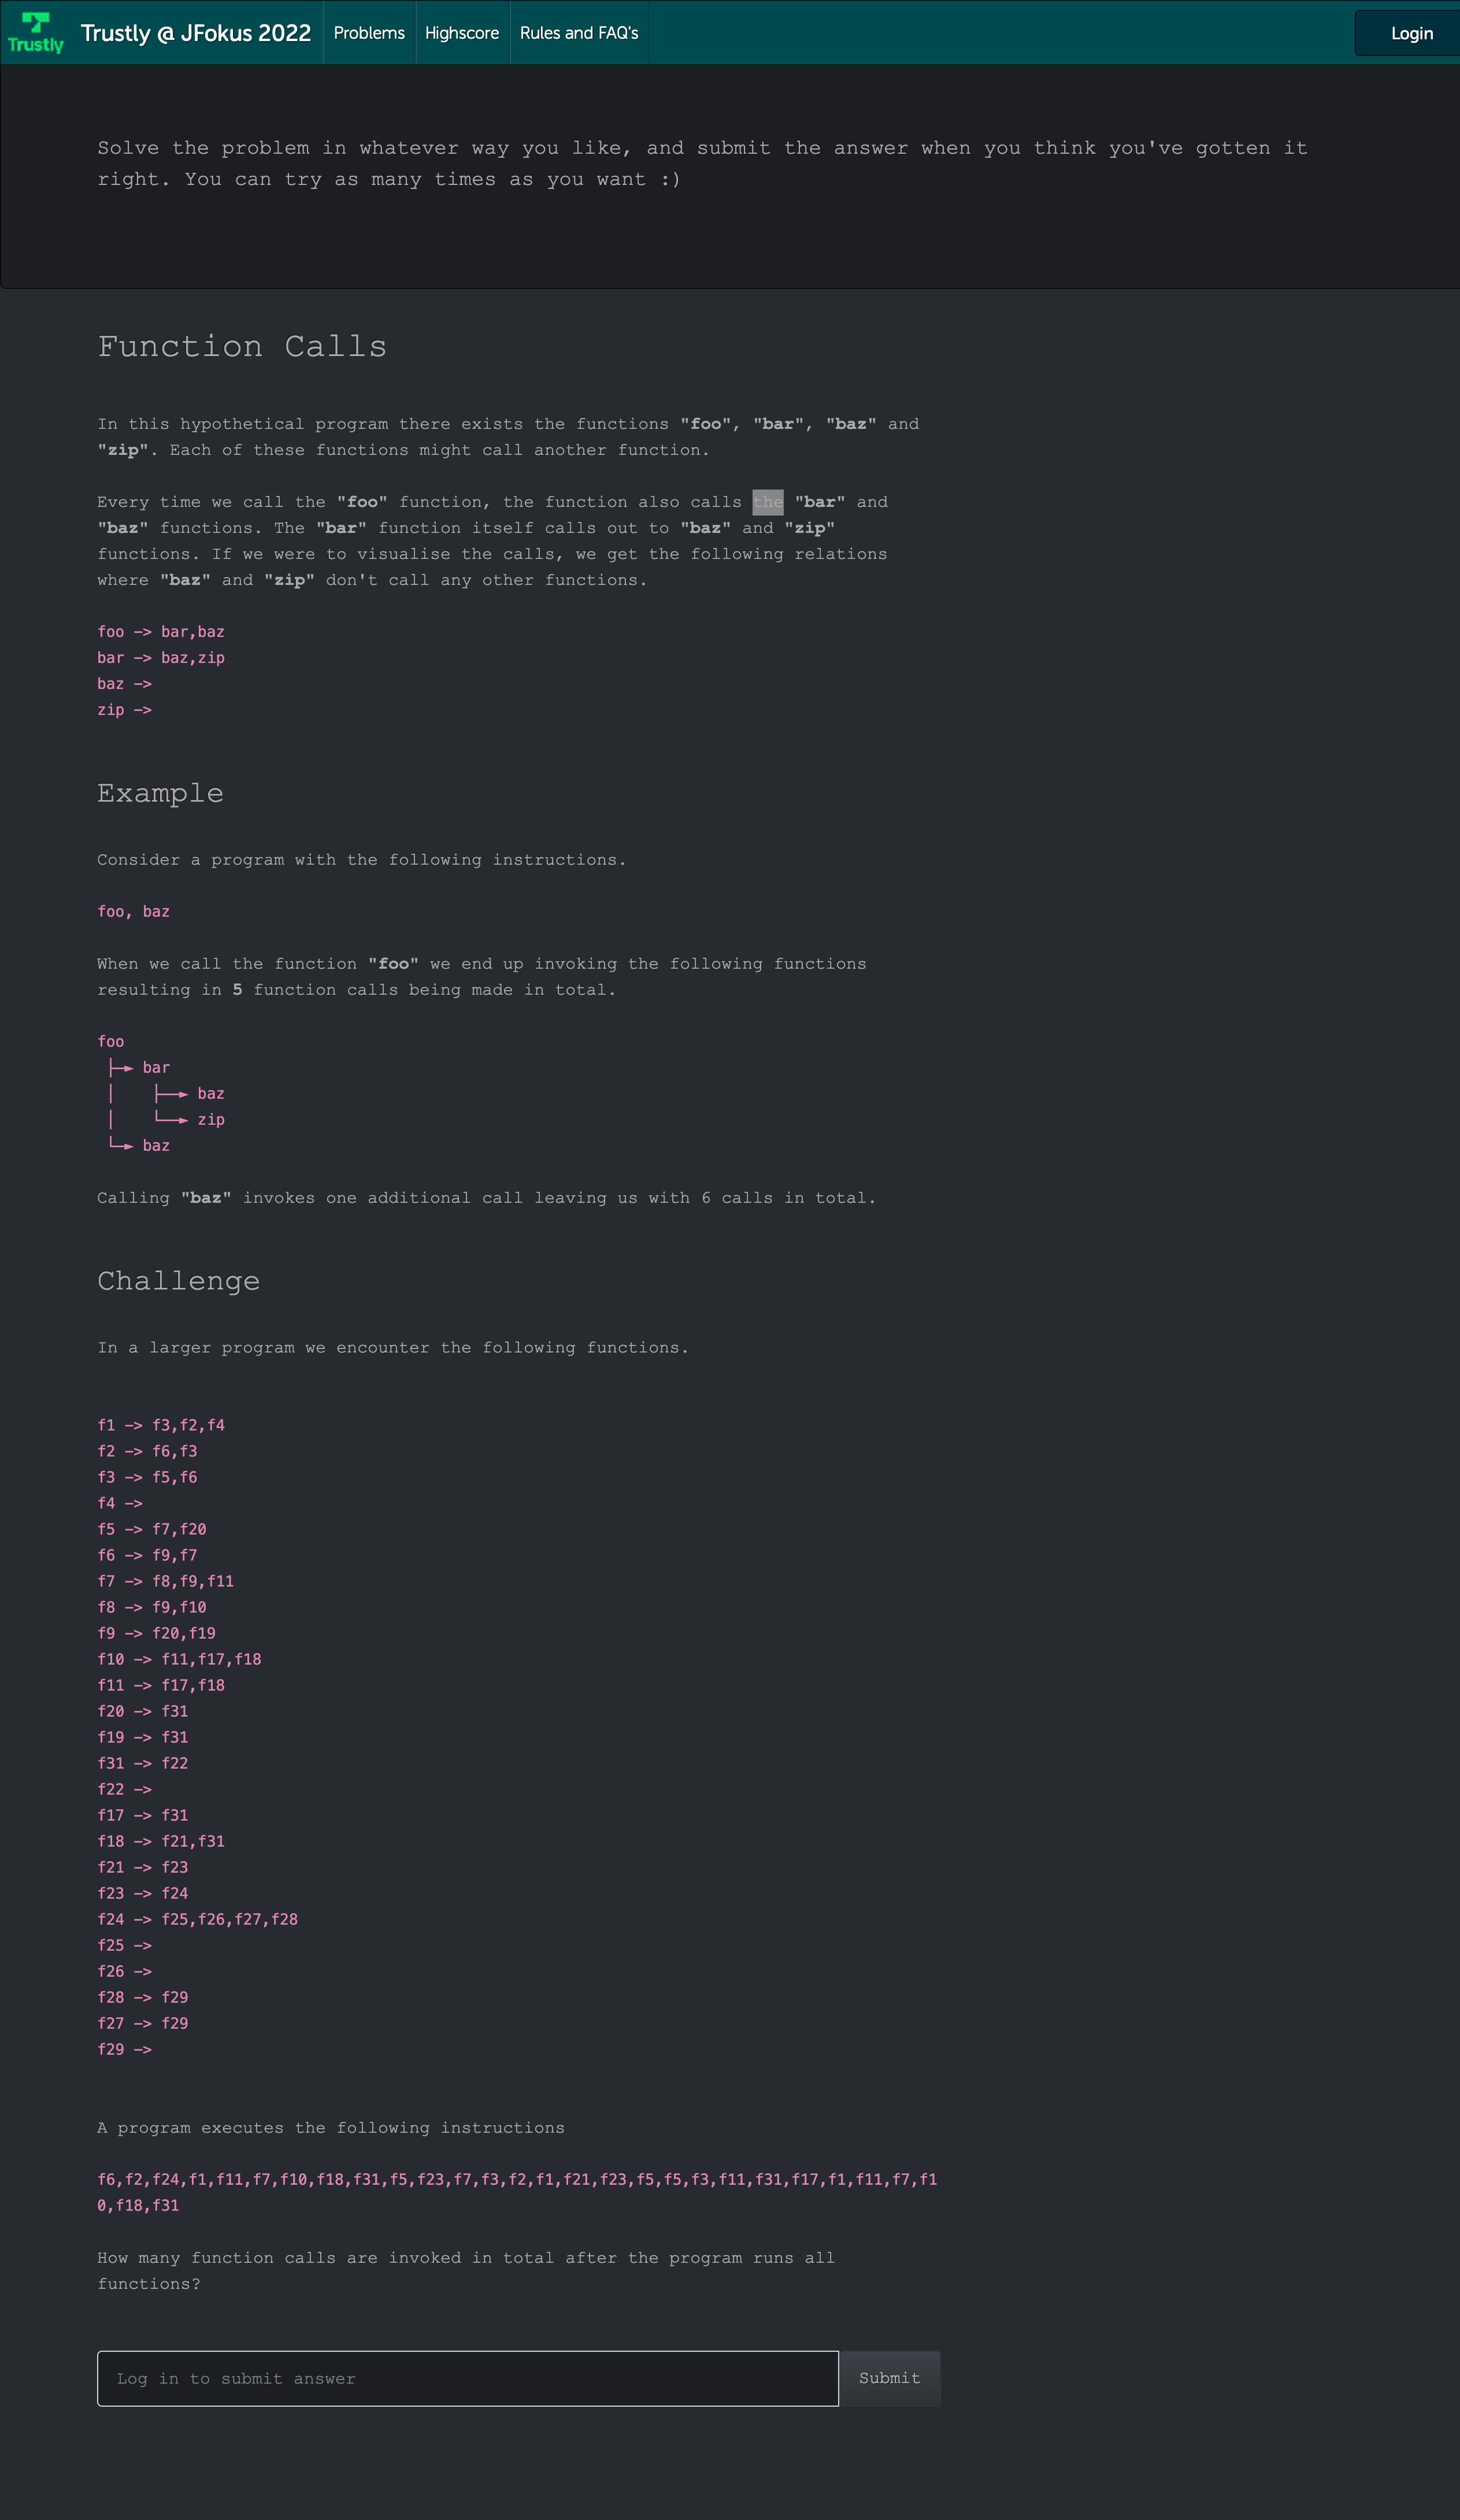 Trustly
Trustly @ JFokus 2022
Problems
Highscore
Rules and FAQ's
Login
Solve the problem in whatever way you like, and submit the answer when you think you've gotten it
right. You can try as many times as you want :)
Function Calls
In this hypothetical program there exists the functions "foo", "bar", "baz" and
"zip". Each of these functions might call another function.
Every time we call the "foo" function, the function also calls the "bar" and
"baz" functions. The "bar" function itself calls out to "baz" and "zip"
functions. If we were to visualise the calls, we get the following relations
where "baz" and "zip" don't call any other functions.
foo -> bar,baz
bar -> baz,zip
baz ->
zip ->
Example
Consider a program with the following instructions.
foo, baz
When we call the function "foo" we end up invoking the following functions
resulting in 5 function calls being made in total.
foo
├─► bar
│   ├──► baz
│   └──► zip
└─► baz
Calling "baz" invokes one additional call leaving us with 6 calls in total.
Challenge
In a larger program we encounter the following functions.
f1 -> f3,f2,f4
f2 -> f6,f3
f3 -> f5,f6
f4 ->
f5 -> f7,f20
f6 -> f9,f7
f7 -> f8,f9,f11
f8 -> f9,f10
f9 -> f20,f19
f10 -> f11,f17,f18
f11 -> f17,f18
f20 -> f31
f19 -> f31
f31 -> f22
f22 ->
f17 -> f31
f18 -> f21,f31
f21 -> f23
f23 -> f24
f24 -> f25,f26,f27,f28
f25 ->
f26 ->
f28 -> f29
f27 -> f29
f29 ->
A program executes the following instructions
f6,f2,f24,f1,f11,f7,f10,f18,f31,f5,f23,f7,f3,f2,f1,f21,f23,f5,f5,f3,f11,f31,f17,f1,f11,f7,f1
0,f18,f31
How many function calls are invoked in total after the program runs all
functions?
Log in to submit answer
Submit